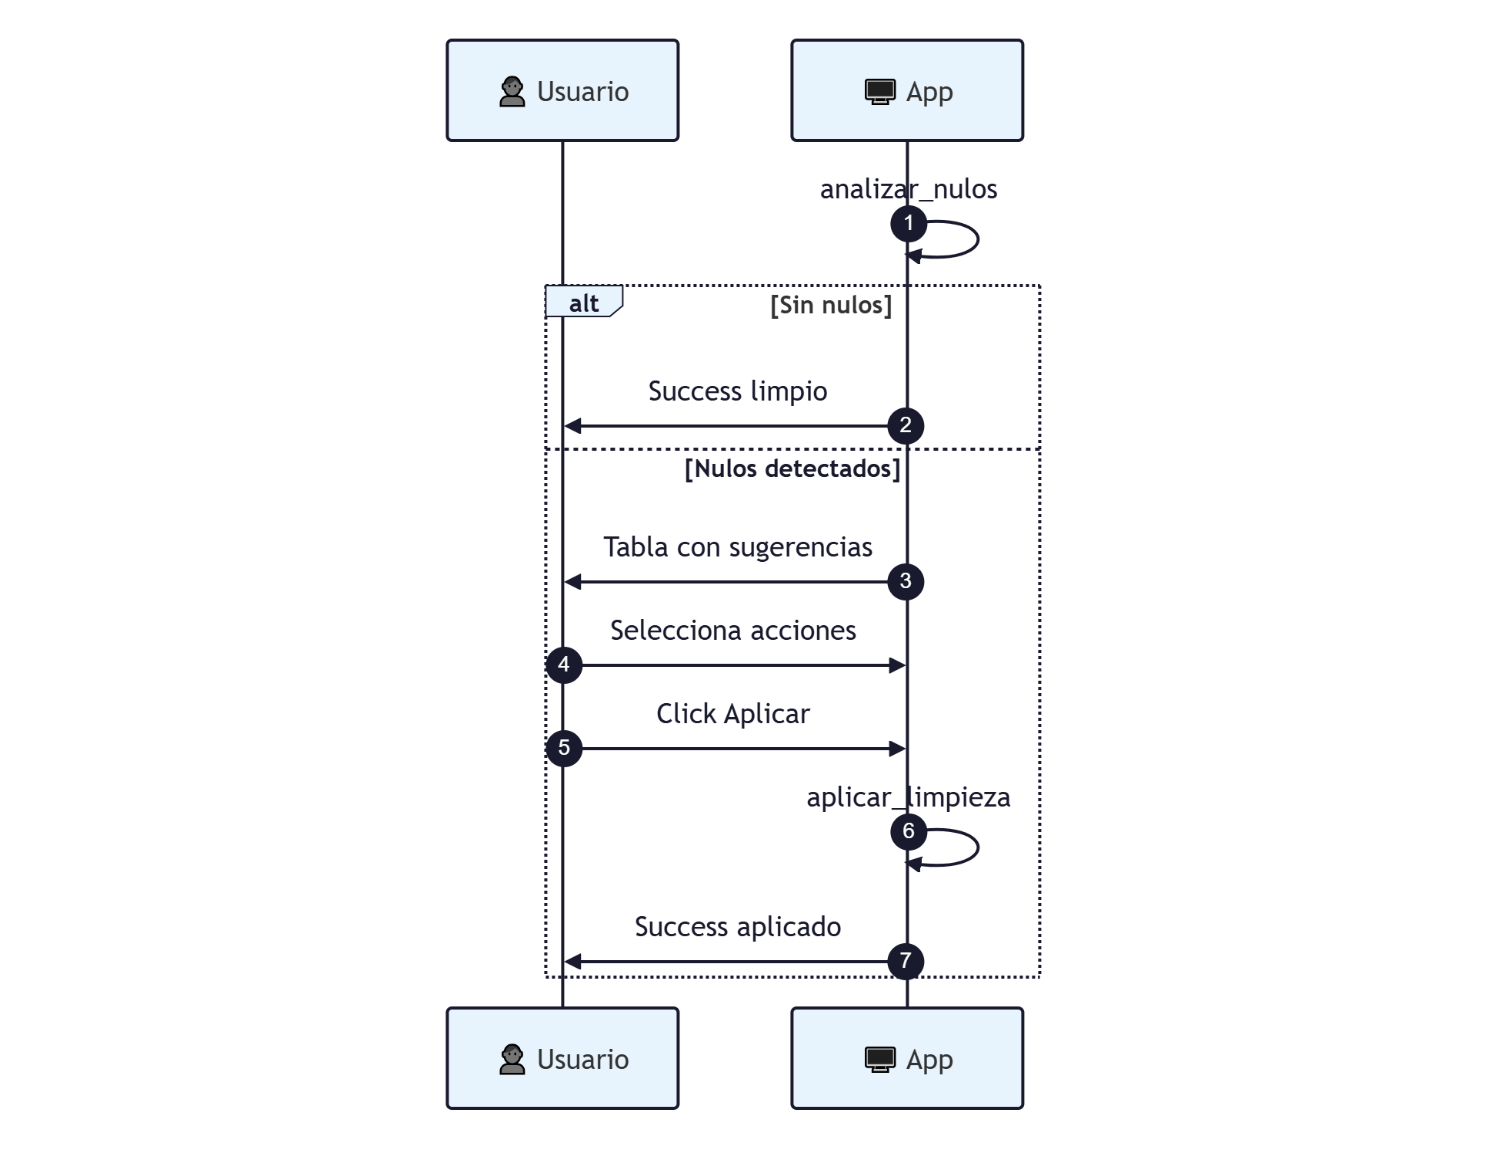 Usuario
App
analizar_nulos
1
alt
[Sin nulos]
Success limpio
2
[Nulos detectados]
Tabla con sugerencias
3
Selecciona acciones
4
Click Aplicar
5
aplicar_limpieza
6
Success aplicado
7
Usuario
App